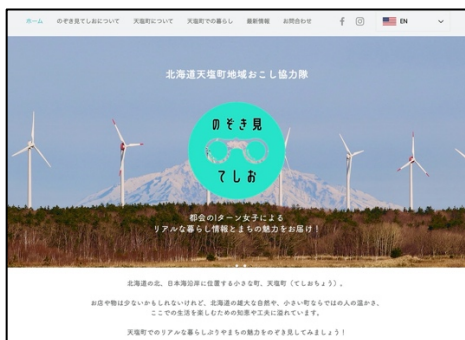 ホーム のぞき見てしおについて 天塩町について 天塩町での暮らし 最新情報 お問合わせ EN
北海道天塩町地域おこし協力隊
のぞき見
てしお
都会のIターン女子による
リアルな暮らし情報とまちの魅力をお届け！
北海道の北、日本海沿岸に位置する小さな町、天塩町（てしおちょう）。
お店や物は少ないかもしれないけれど、北海道の雄大な自然や、小さい町ならではの人の温かさ、
ここでの生活を楽しむための知恵や工夫に溢れています。
天塩町でのリアルな暮らしぶりやまちの魅力をのぞき見してみましょう！